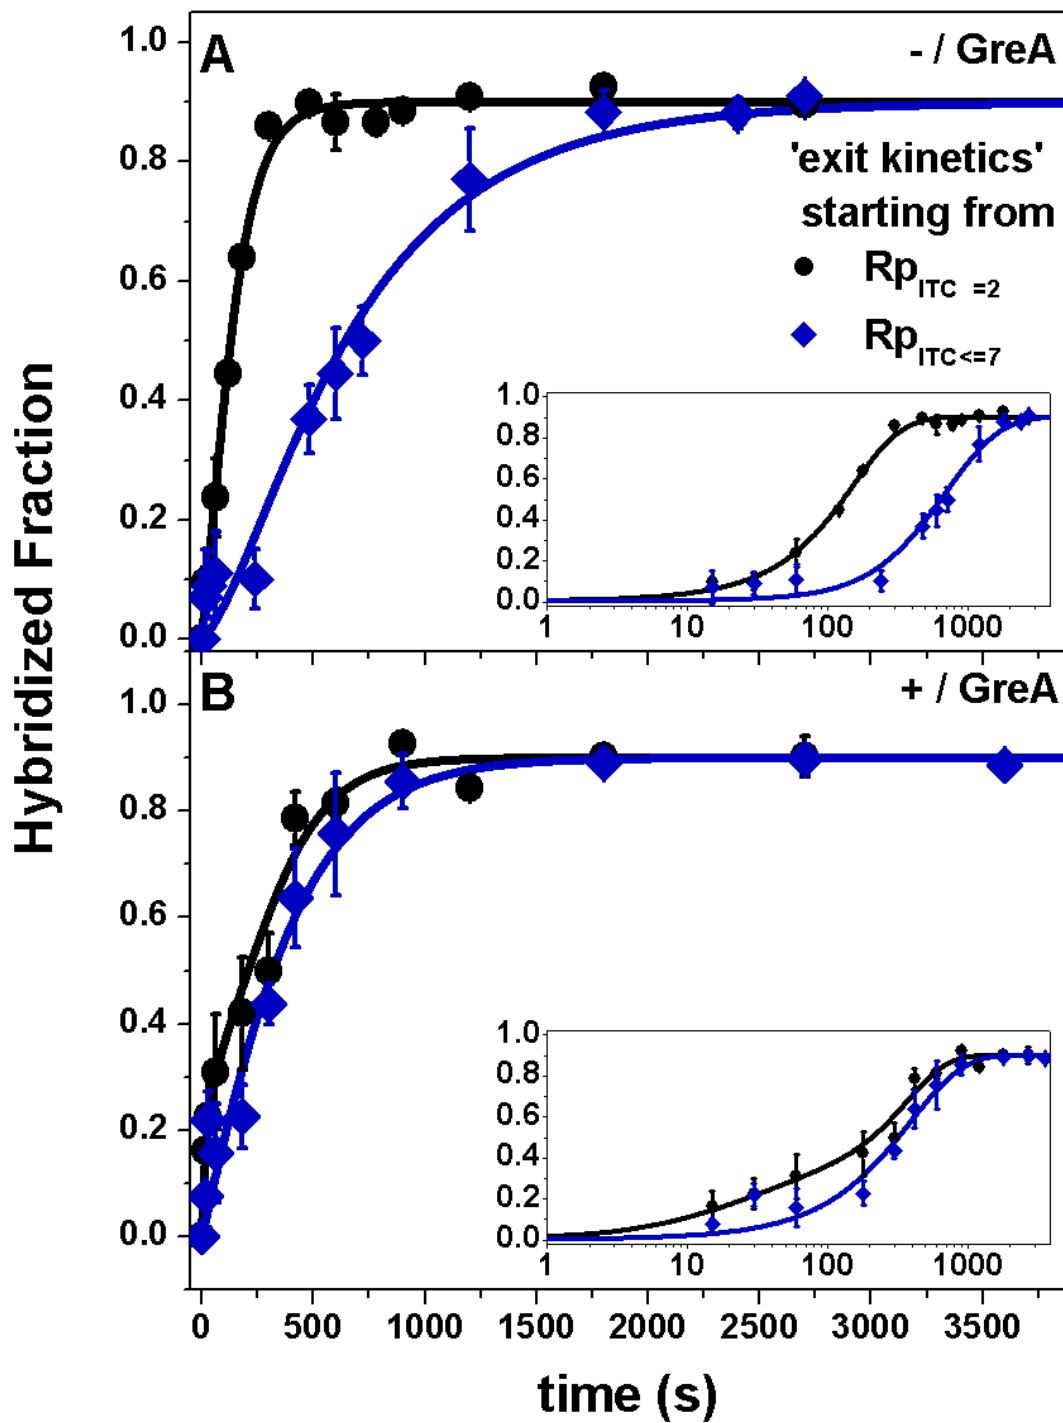 A
- / GreA
1.0
0.8
0.6
0.4
0.2
0.0
'exit kinetics'
starting from
Rp ITC =2
Rp ITC<=7
1.0
0.8
0.6
0.4
0.2
0.0
1 10 100 1000
Hybridized Fraction
B
+ / GreA
1.0
0.8
0.6
0.4
0.2
0.0
1.0
0.8
0.6
0.4
0.2
0.0
1 10 100 1000
0 500 1000 1500 2000 2500 3000 3500
time (s)